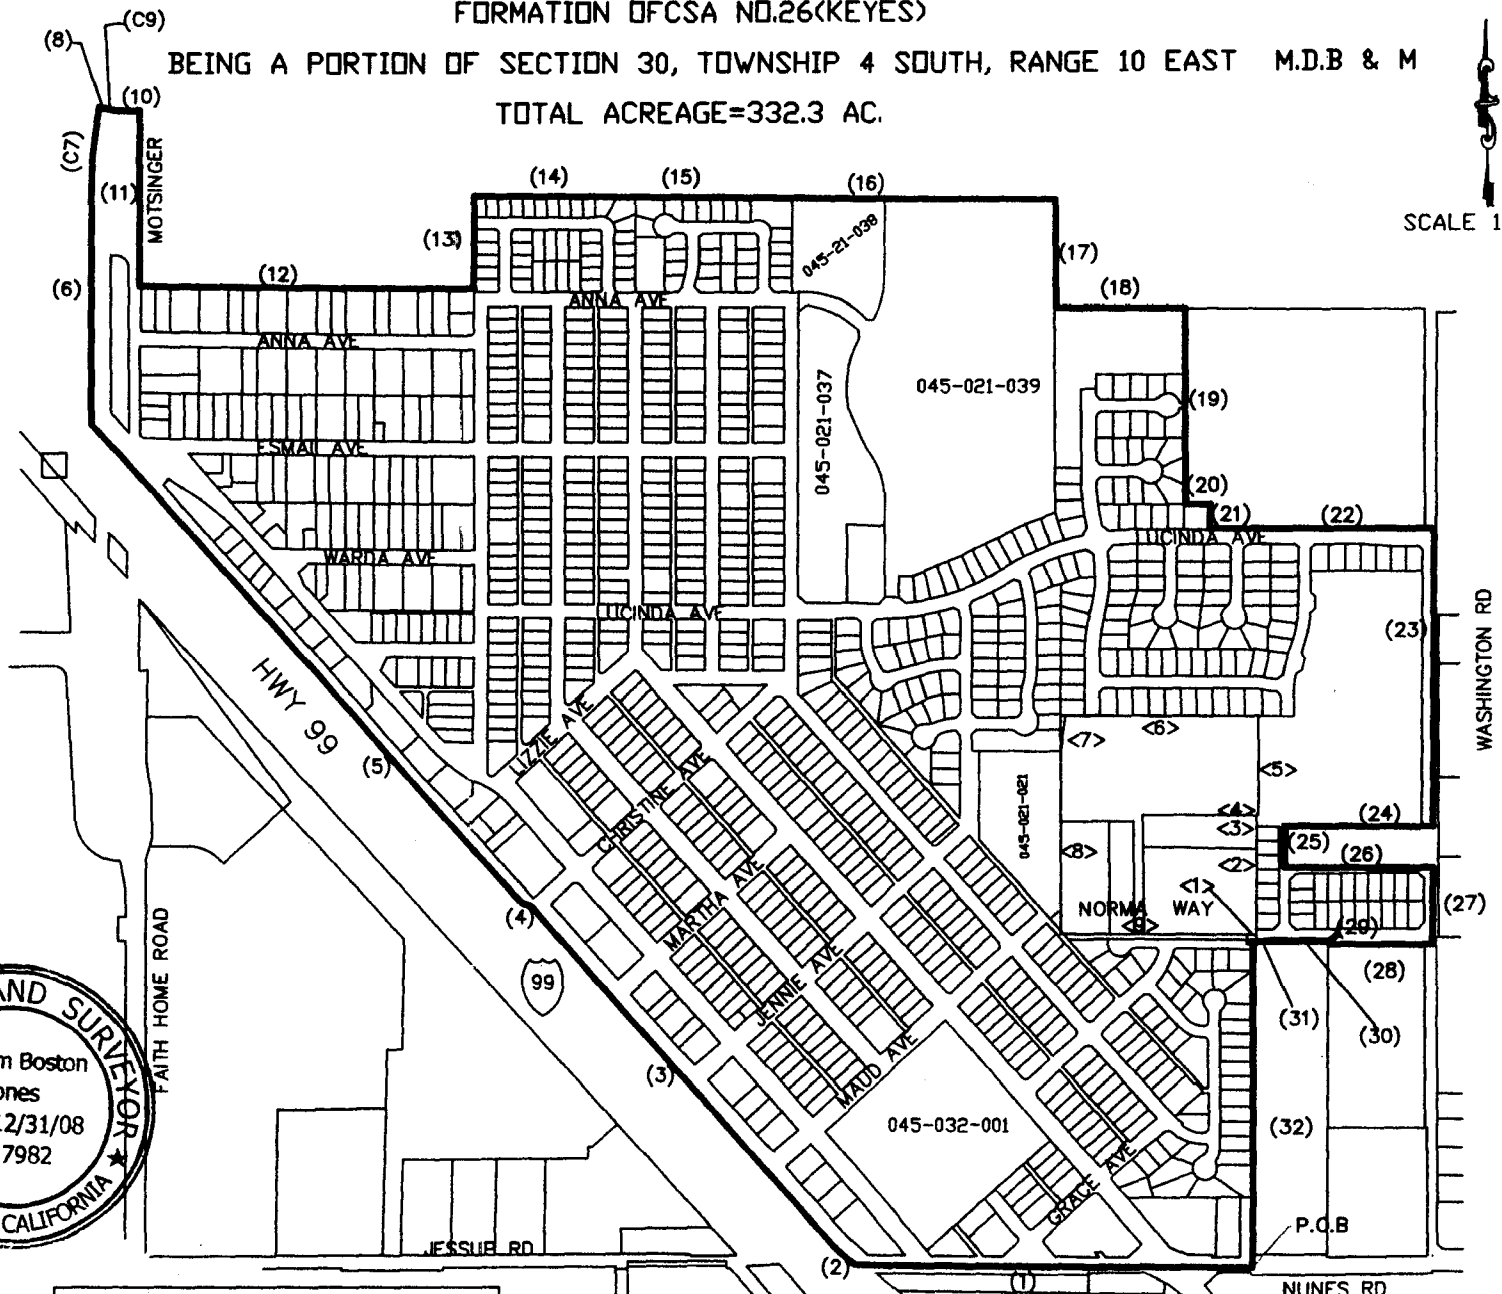 FORMATION OFCSA NO.26(KEYES)
BEING A PORTION OF SECTION 30, TOWNSHIP 4 SOUTH, RANGE 10 EAST M.D.B & M
TOTAL ACREAGE=332.3 AC.
SCALE 1
(8)
(C9)
(10)
(C7)
(11)
MOTSINGER
(6)
(12)
(13)
(14)
(15)
(16)
(17)
(18)
(19)
(20)
(21)
(22)
(23)
(24)
(25)
(26)
(27)
(28)
(29)
(30)
(31)
(32)
045-21-038
045-021-037
045-021-039
045-021-021
045-032-001
ANNA AVE
ANNA AVE
ESMAIL AVE
WARDA AVE
LUCINDA AVE
LUCINDA AVE
LIZZIE AVE
CHRISTINE AVE
MARTHA AVE
JENNIE AVE
MAUD AVE
GRACE AVE
NORMA WAY
<1>
<2>
<3>
<4>
<5>
<6>
<7>
<8>
<9>
WASHINGTON RD
HWY 99
99
(5)
(4)
(3)
(2)
(1)
P.O.B
FAITH HOME ROAD
JESSUP RD
NUNES RD
AND SURVEYOR
m Boston
ones
12/31/08
7982
CALIFORNIA